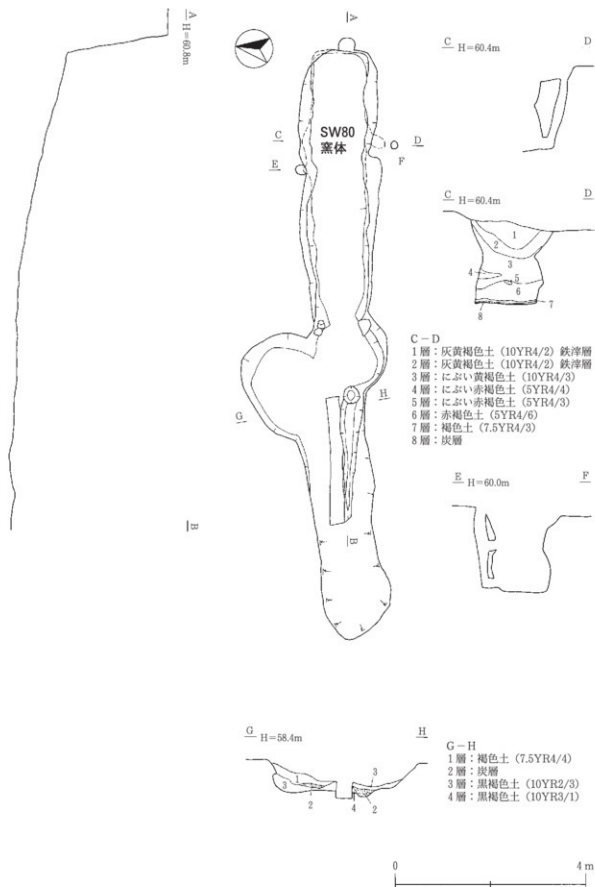 A
H=60.8m
A
C H=60.4m D
SW80
窯体
C D
E F
C H=60.4m D
1
2
3
4
5
6
8 7
C-D
1層：灰黄褐色土（10YR4/2）鉄滓層
2層：灰黄褐色土（10YR4/2）鉄滓層
3層：にぶい黄褐色土（10YR4/3）
4層：にぶい赤褐色土（5YR4/4）
5層：にぶい赤褐色土（5YR4/3）
6層：赤褐色土（5YR4/6）
7層：褐色土（7.5YR4/3）
8層：炭層
G H
E H=60.0m F
B
B
G H=58.4m H
1 3
3
2 4 2
G-H
1層：褐色土（7.5YR4/4）
2層：炭層
3層：黒褐色土（10YR2/3）
4層：黒褐色土（10YR3/1）
0 4 m